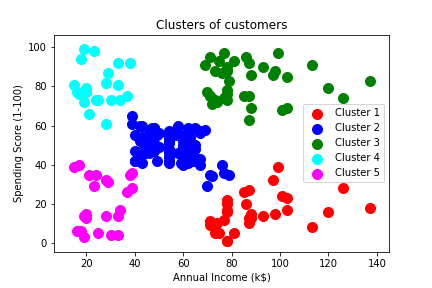 Clusters of customers
Spending Score (1-100)
100
80
60
40
20
0
Cluster 1
Cluster 2
Cluster 3
Cluster 4
Cluster 5
20 40 60 80 100 120 140
Annual Income (k$)